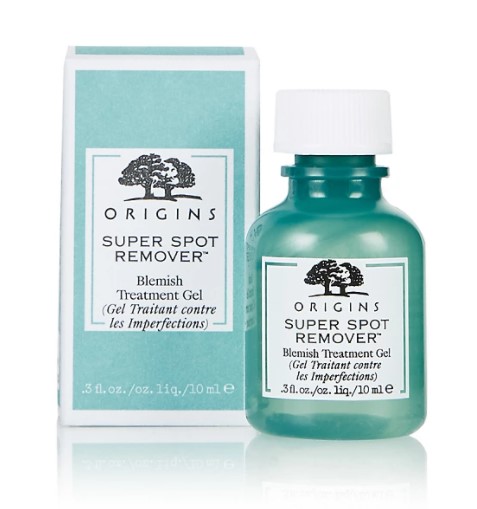 ORIGINS
SUPER SPOT
REMOVER™
Blemish
Treatment Gel
(Gel Traitant contre
les Imperfections)
.3 fl.oz./oz. liq./10 ml ℮
ORIGINS
SUPER SPOT
REMOVER™
Blemish Treatment Gel
(Gel Traitant contre
les Imperfections)
.3 fl.oz./oz. liq./10 ml ℮